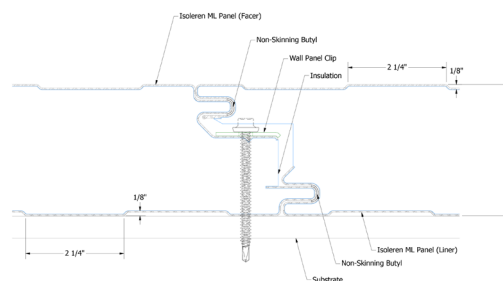 Isoleren ML Panel (Facer)
Non-Skinning Butyl
Wall Panel Clip
Insulation
2 1/4"
1/8"
1/8"
2 1/4"
Isoleren ML Panel (Liner)
Non-Skinning Butyl
Substrate